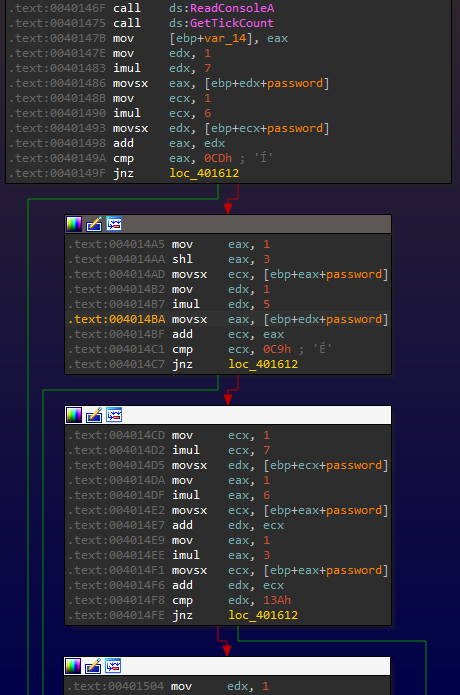 .text:0040146F call ds:ReadConsoleA
.text:00401475 call ds:GetTickCount
.text:0040147B mov [ebp+var_14], eax
.text:0040147E mov edx, 1
.text:00401483 imul edx, 7
.text:00401486 movsx eax, [ebp+edx+password]
.text:0040148B mov ecx, 1
.text:00401490 imul ecx, 6
.text:00401493 movsx edx, [ebp+ecx+password]
.text:00401498 add eax, edx
.text:0040149A cmp eax, 0CDh ; 'Í'
.text:0040149F jnz loc_401612
.text:004014A5 mov eax, 1
.text:004014AA shl eax, 3
.text:004014AD movsx ecx, [ebp+eax+password]
.text:004014B2 mov edx, 1
.text:004014B7 imul edx, 5
.text:004014BA movsx eax, [ebp+edx+password]
.text:004014BF add ecx, eax
.text:004014C1 cmp ecx, 0C9h ; 'É'
.text:004014C7 jnz loc_401612
.text:004014CD mov ecx, 1
.text:004014D2 imul ecx, 7
.text:004014D5 movsx edx, [ebp+ecx+password]
.text:004014DA mov eax, 1
.text:004014DF imul eax, 6
.text:004014E2 movsx ecx, [ebp+eax+password]
.text:004014E7 add edx, ecx
.text:004014E9 mov eax, 1
.text:004014EE imul eax, 3
.text:004014F1 movsx ecx, [ebp+eax+password]
.text:004014F6 add edx, ecx
.text:004014F8 cmp edx, 13Ah
.text:004014FE jnz loc_401612
.text:00401504 mov edx, 1